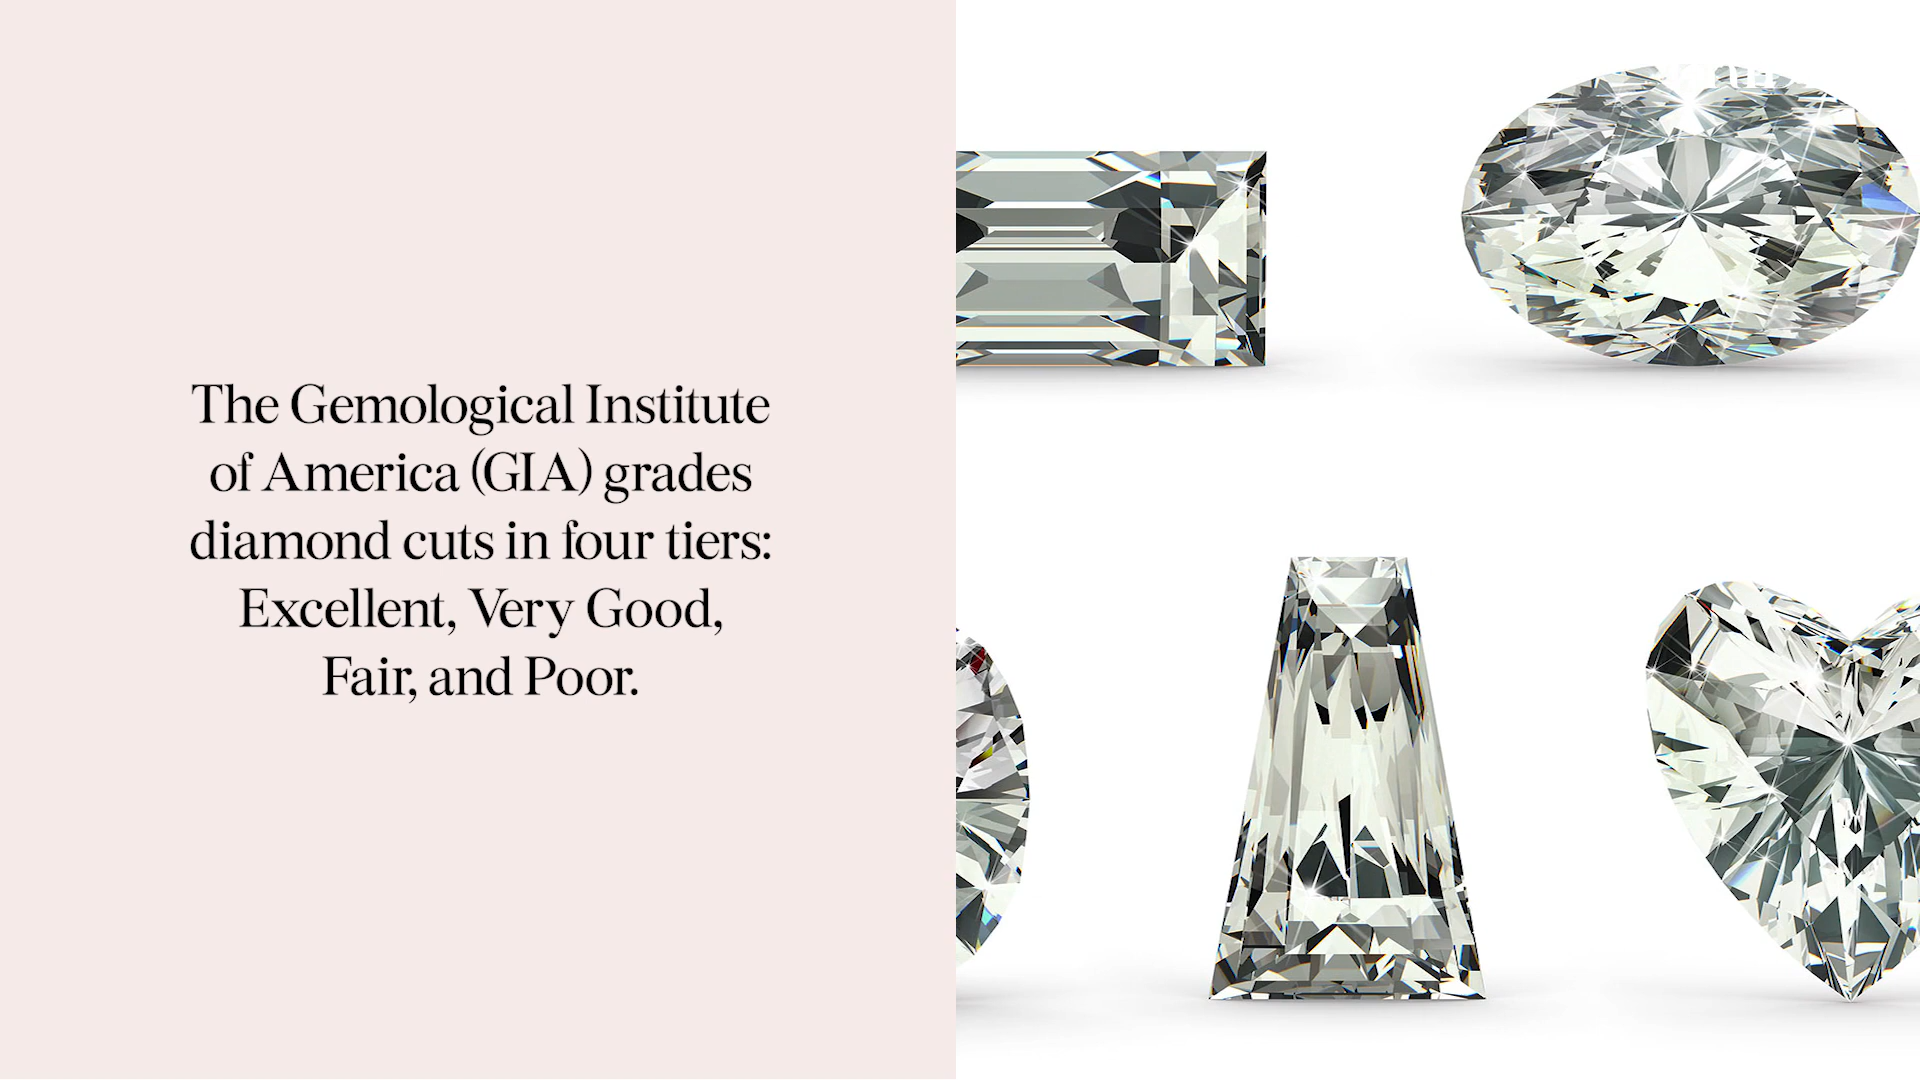 The Gemological Institute
of America (GIA) grades
diamond cuts in four tiers:
Excellent, Very Good,
Fair, and Poor.